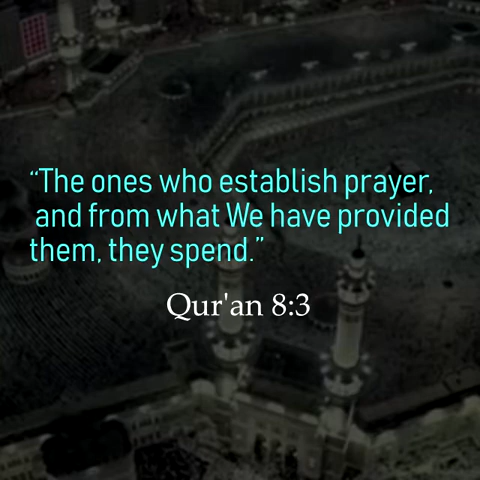 “The ones who establish prayer,
and from what We have provided
them, they spend.”
Qur'an 8:3